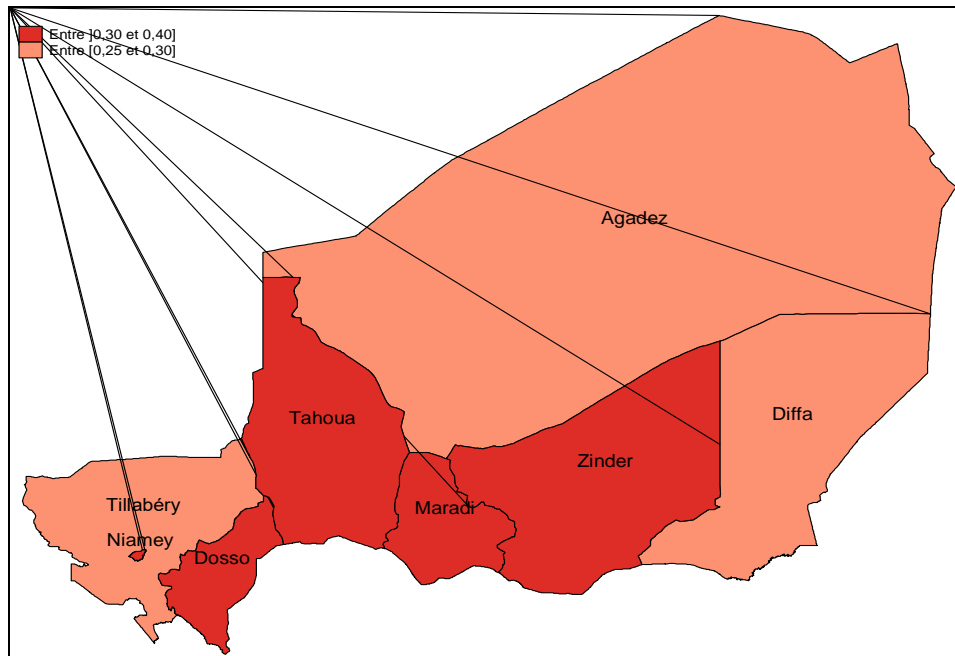 Entre ]0,30 et 0,40]
Entre [0,25 et 0,30]
Agadez
Tahoua
Diffa
Zinder
Tillabéry
Maradi
Niamey
Dosso